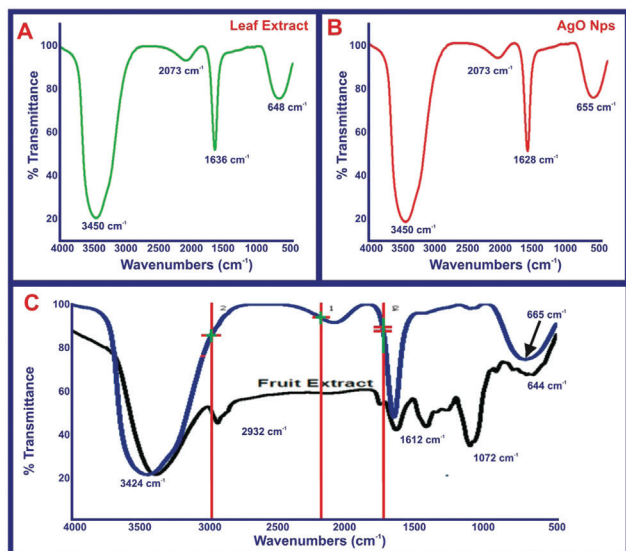 A
Leaf Extract
% Transmittance
100
80
60
40
20
2073 cm-1
648 cm-1
1636 cm-1
3450 cm-1
4000 3500 3000 2500 2000 1500 1000 500
Wavenumbers (cm-1)
B
AgO Nps
% Transmittance
100
80
60
40
20
2073 cm-1
655 cm-1
1628 cm-1
3450 cm-1
4000 3500 3000 2500 2000 1500 1000 500
Wavenumbers (cm-1)
C
% Transmittance
100
80
60
40
20
2
1
665 cm-1
Fruit Extract
644 cm-1
2932 cm-1
1612 cm-1
1072 cm-1
3424 cm-1
4000 3000 2000 1000 500
Wavenumbers (cm-1)